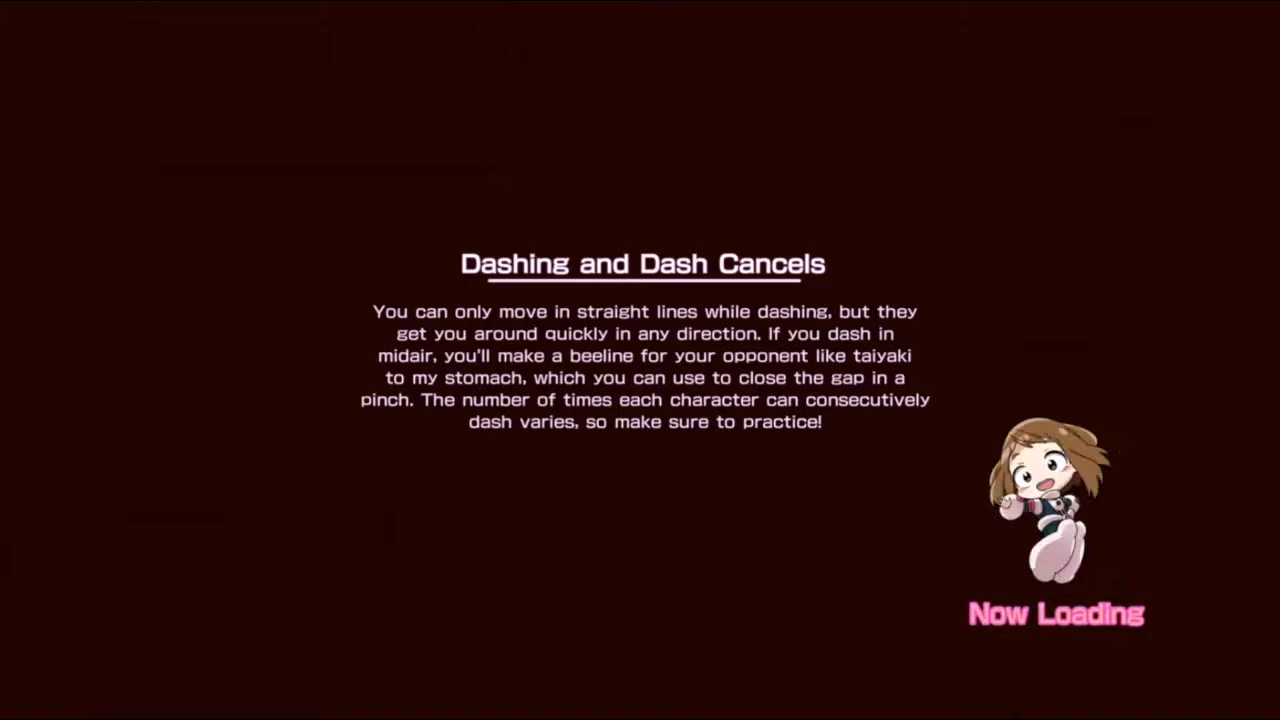 Dashing and Dash Cancels
You can only move in straight lines while dashing, but they
get you around quickly in any direction. If you dash in
midair, you'll make a beeline for your opponent like taiyaki
to my stomach, which you can use to close the gap in a
pinch. The number of times each character can consecutively
dash varies, so make sure to practice!
Now Loading